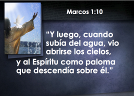 Marcos 1:10
“Y luego, cuando
subía del agua, vio
abrirse los cielos,
y al Espíritu como paloma
que descendía sobre él.”